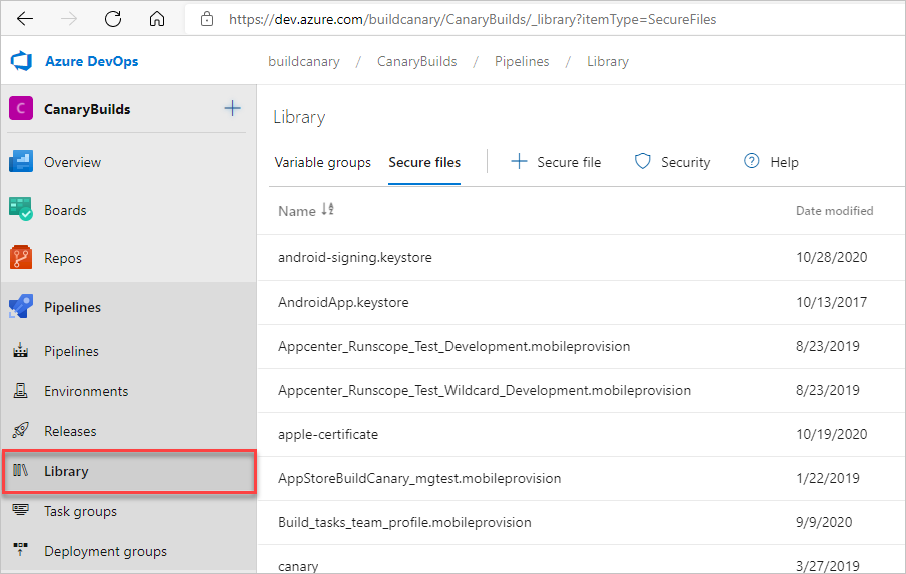 https://dev.azure.com/buildcanary/CanaryBuilds/_library?itemType=SecureFiles
Azure DevOps
buildcanary / CanaryBuilds / Pipelines / Library
C CanaryBuilds
Overview
Boards
Repos
Pipelines
Pipelines
Environments
Releases
Library
Task groups
Deployment groups
Library
Variable groups Secure files + Secure file Security ? Help
Name Date modified
android-signing.keystore 10/28/2020
AndroidApp.keystore 10/13/2017
Appcenter_Runscope_Test_Development.mobileprovision 8/23/2019
Appcenter_Runscope_Test_Wildcard_Development.mobileprovision 8/23/2019
apple-certificate 10/19/2020
AppStoreBuildCanary_mgtest.mobileprovision 1/22/2019
Build_tasks_team_profile.mobileprovision 9/9/2020
canary 3/27/2019